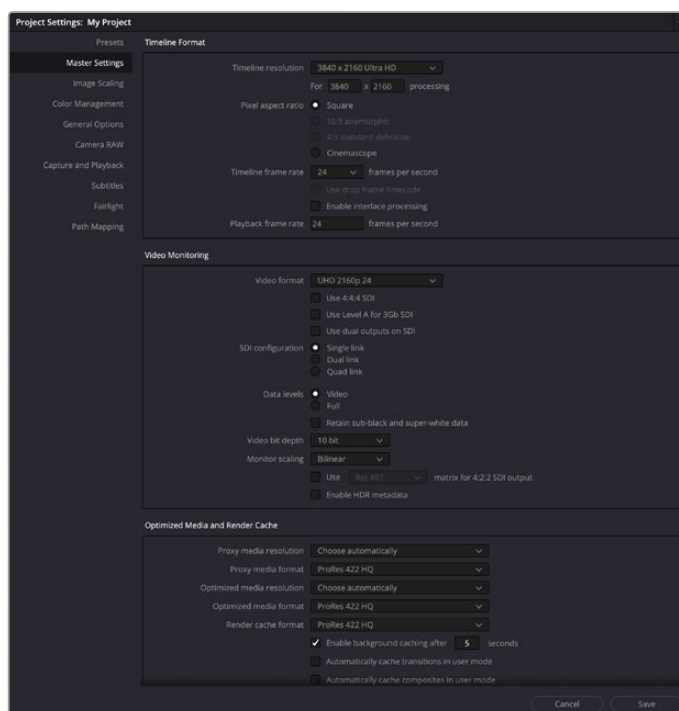 Project Settings: My Project
Presets
Master Settings
Image Scaling
Color Management
General Options
Camera RAW
Capture and Playback
Subtitles
Fairlight
Path Mapping
Timeline Format
Timeline resolution 3840 x 2160 Ultra HD
For 3840 x 2160 processing
Pixel aspect ratio Square
16:9 anamorphic
4:3 standard definition
Cinemascope
Timeline frame rate 24 frames per second
Use drop frame timecode
Enable interlace processing
Playback frame rate 24 frames per second
Video Monitoring
Video format UHD 2160p 24
Use 4:4:4 SDI
Use Level A for 3Gb SDI
Use dual outputs on SDI
SDI configuration Single link
Dual link
Quad link
Data levels Video
Full
Retain sub-black and super-white data
Video bit depth 10 bit
Monitor scaling Bilinear
Use Rec.601 matrix for 4:2:2 SDI output
Enable HDR metadata
Optimized Media and Render Cache
Proxy media resolution Choose automatically
Proxy media format ProRes 422 HQ
Optimized media resolution Choose automatically
Optimized media format ProRes 422 HQ
Render cache format ProRes 422 HQ
Enable background caching after 5 seconds
Automatically cache transitions in user mode
Automatically cache composites in user mode
Cancel Save